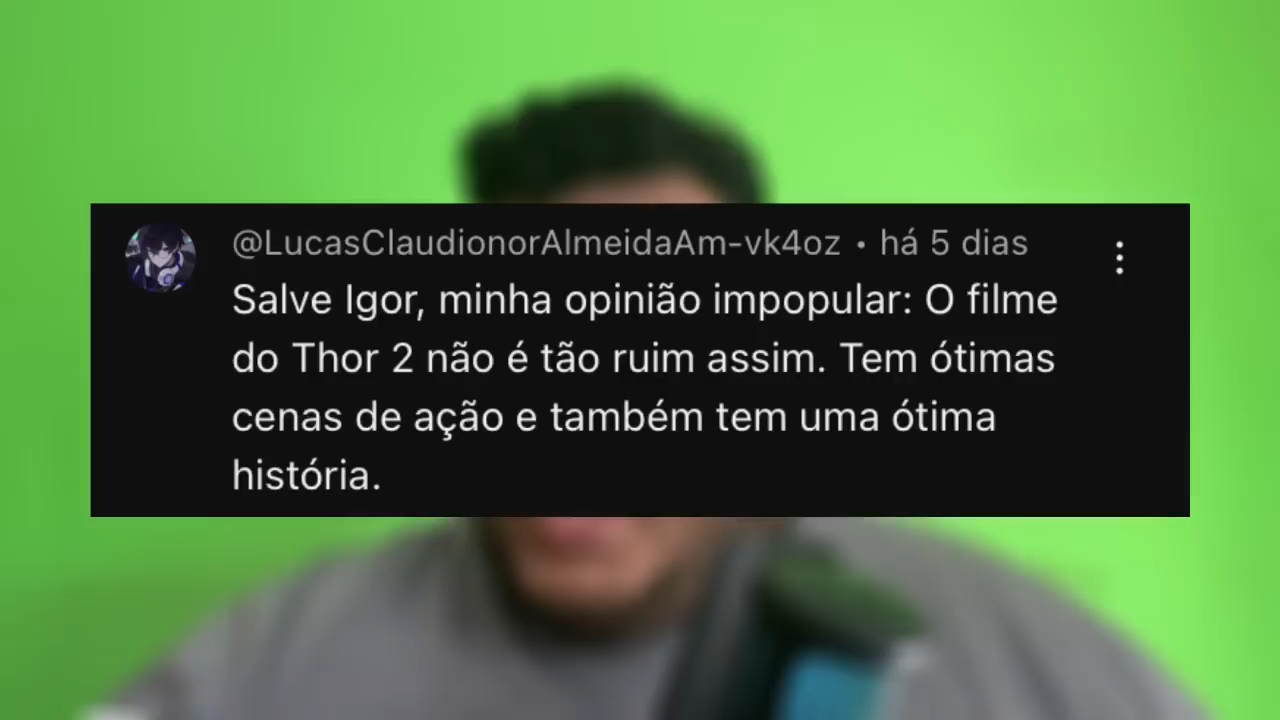 @LucasClaudionorAlmeidaAm-vk4oz • há 5 dias
Salve Igor, minha opinião impopular: O filme
do Thor 2 não é tão ruim assim. Tem ótimas
cenas de ação e também tem uma ótima
história.